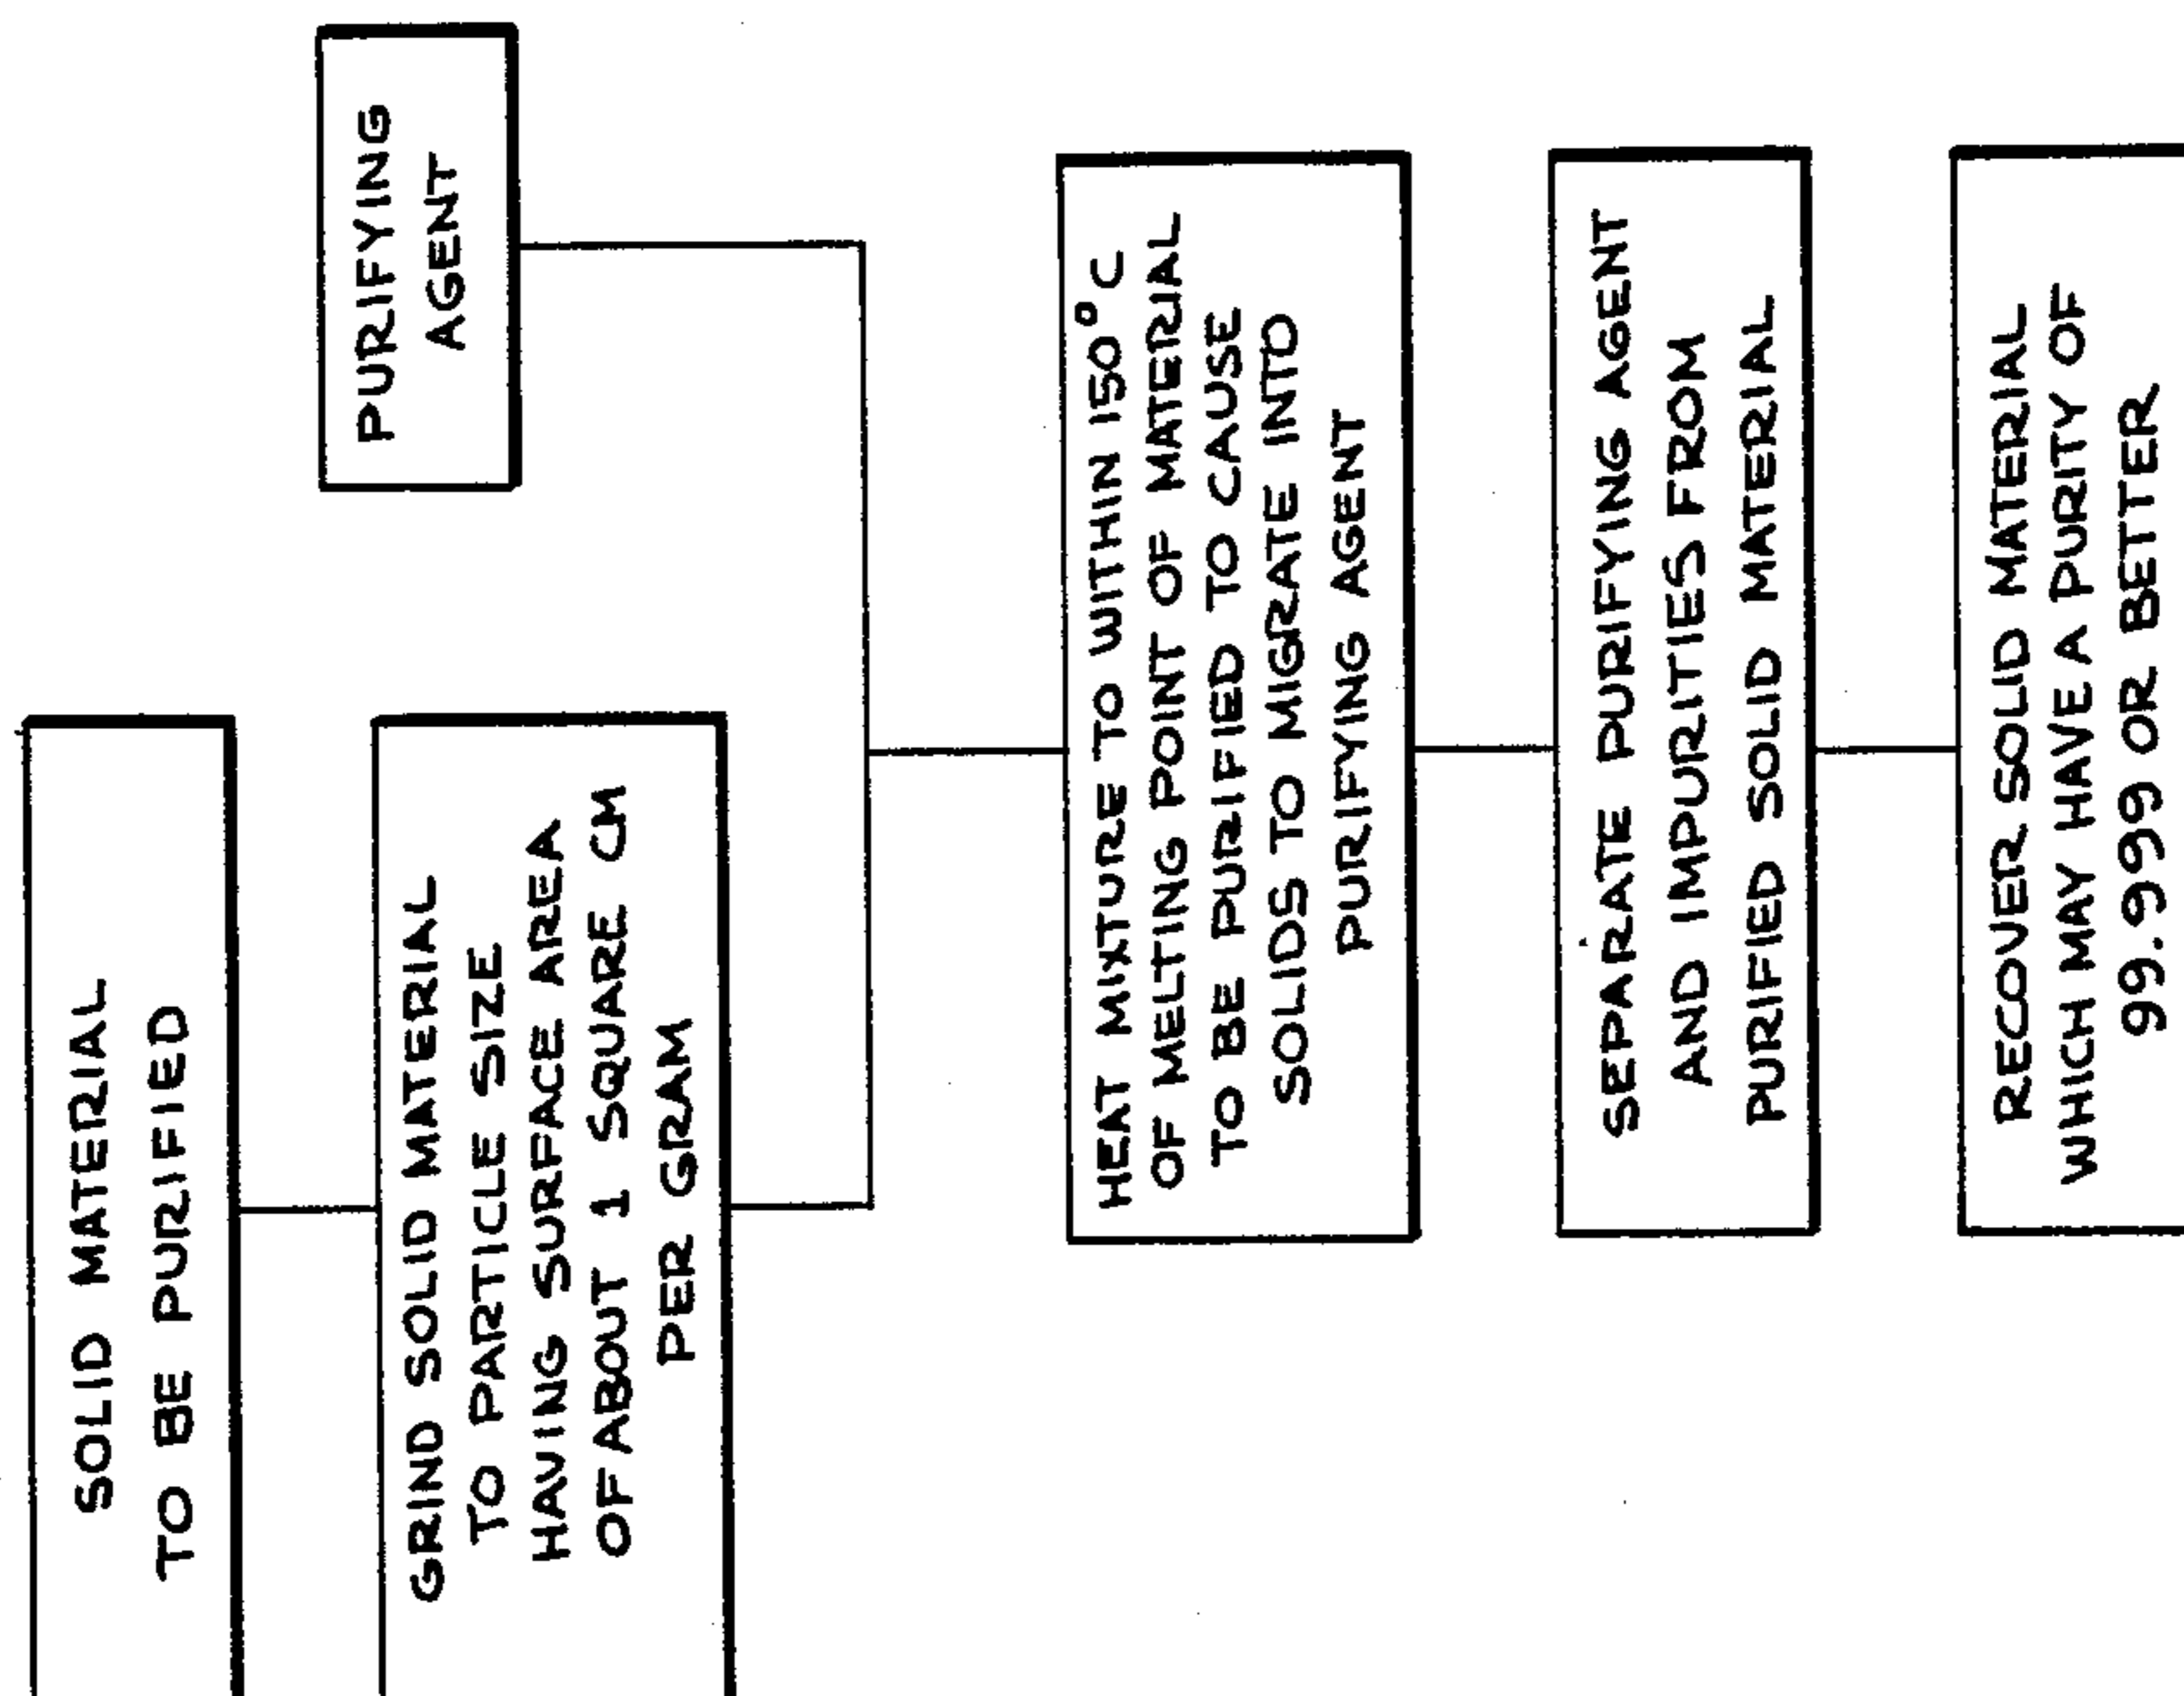 SOLID MATERIAL
TO BE PURIFIED
GRIND SOLID MATERIAL
TO PARTICLE SIZE
HAVING SURFACE AREA
OF ABOUT 1 SQUARE CM
PER GRAM
PURIFYING
AGENT
HEAT MIXTURE TO WITHIN 150°C
OF MELTING POINT OF MATERIAL
TO BE PURIFIED TO CAUSE
SOLIDS TO MIGRATE INTO
PURIFYING AGENT
SEPARATE PURIFYING AGENT
AND IMPURITIES FROM
PURIFIED SOLID MATERIAL
RECOVER SOLID MATERIAL
WHICH MAY HAVE A PURITY OF
99.999 OR BETTER